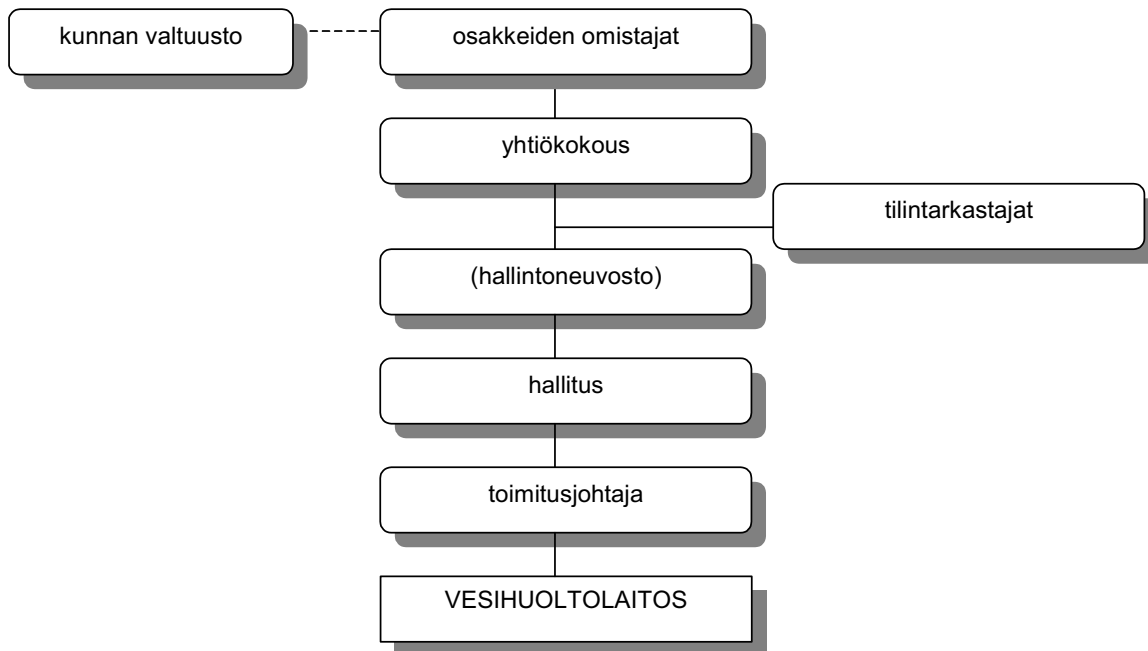 kunnan valtuusto
osakkeiden omistajat
yhtiökokous
tilintarkastajat
(hallintoneuvosto)
hallitus
toimitusjohtaja
VESIHUOLTOLAITOS